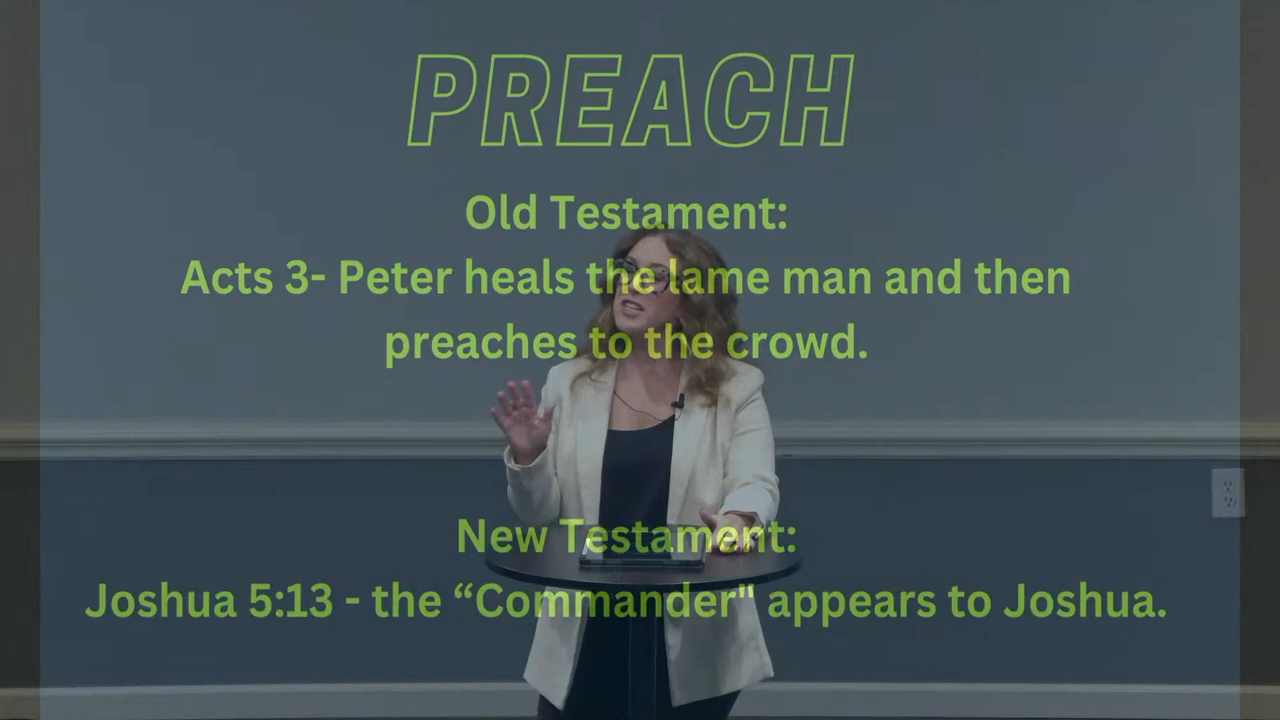 PREACH
Old Testament:
Acts 3- Peter heals the lame man and then
preaches to the crowd.
New Testament:
Joshua 5:13 - the “Commander" appears to Joshua.